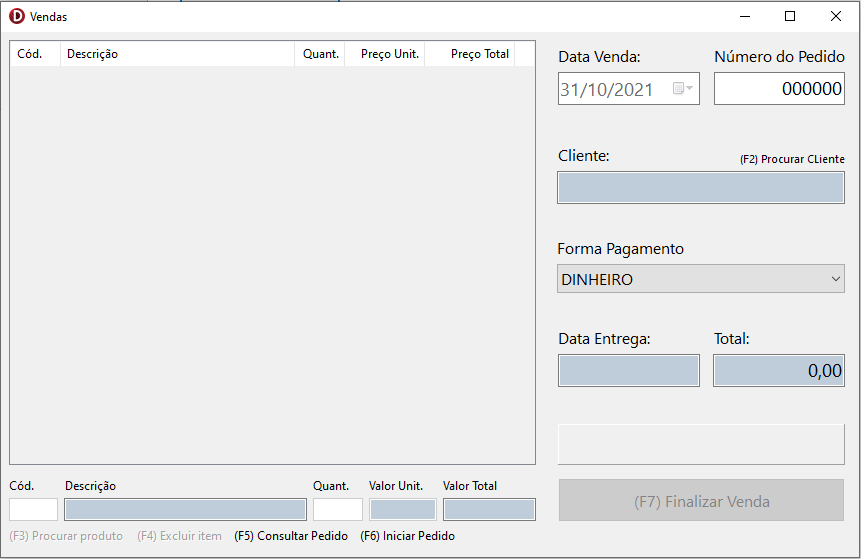 D Vendas
Cód. Descrição Quant. Preço Unit. Preço Total
Data Venda: Número do Pedido
31/10/2021 000000
Cliente: (F2) Procurar CLiente
Forma Pagamento
DINHEIRO
Data Entrega: Total:
0,00
Cód. Descrição Quant. Valor Unit. Valor Total
(F3) Procurar produto (F4) Excluir item (F5) Consultar Pedido (F6) Iniciar Pedido
(F7) Finalizar Venda